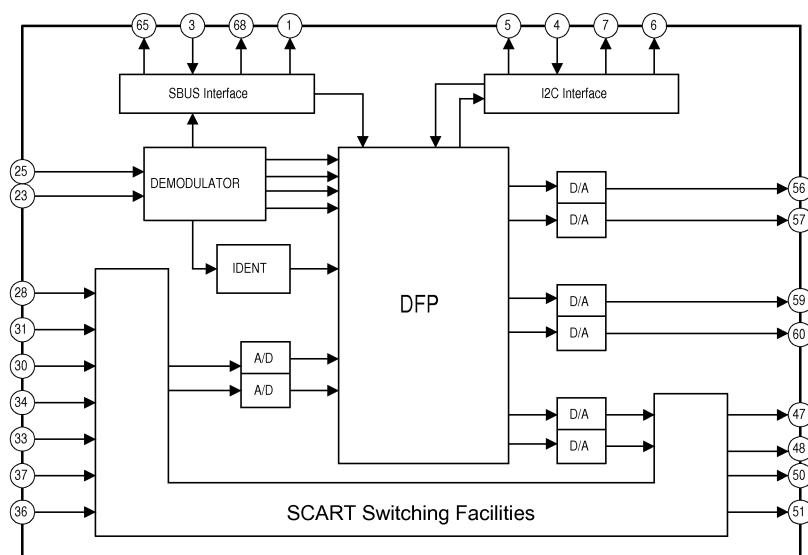 65 3 68 1 5 4 7 6
SBUS Interface
I2C Interface
25
DEMODULATOR
23
D/A
56
D/A
57
IDENT
28
DFP
D/A
59
31
D/A
60
A/D
30
A/D
34
D/A
47
33
D/A
48
37
50
36
SCART Switching Facilities
51